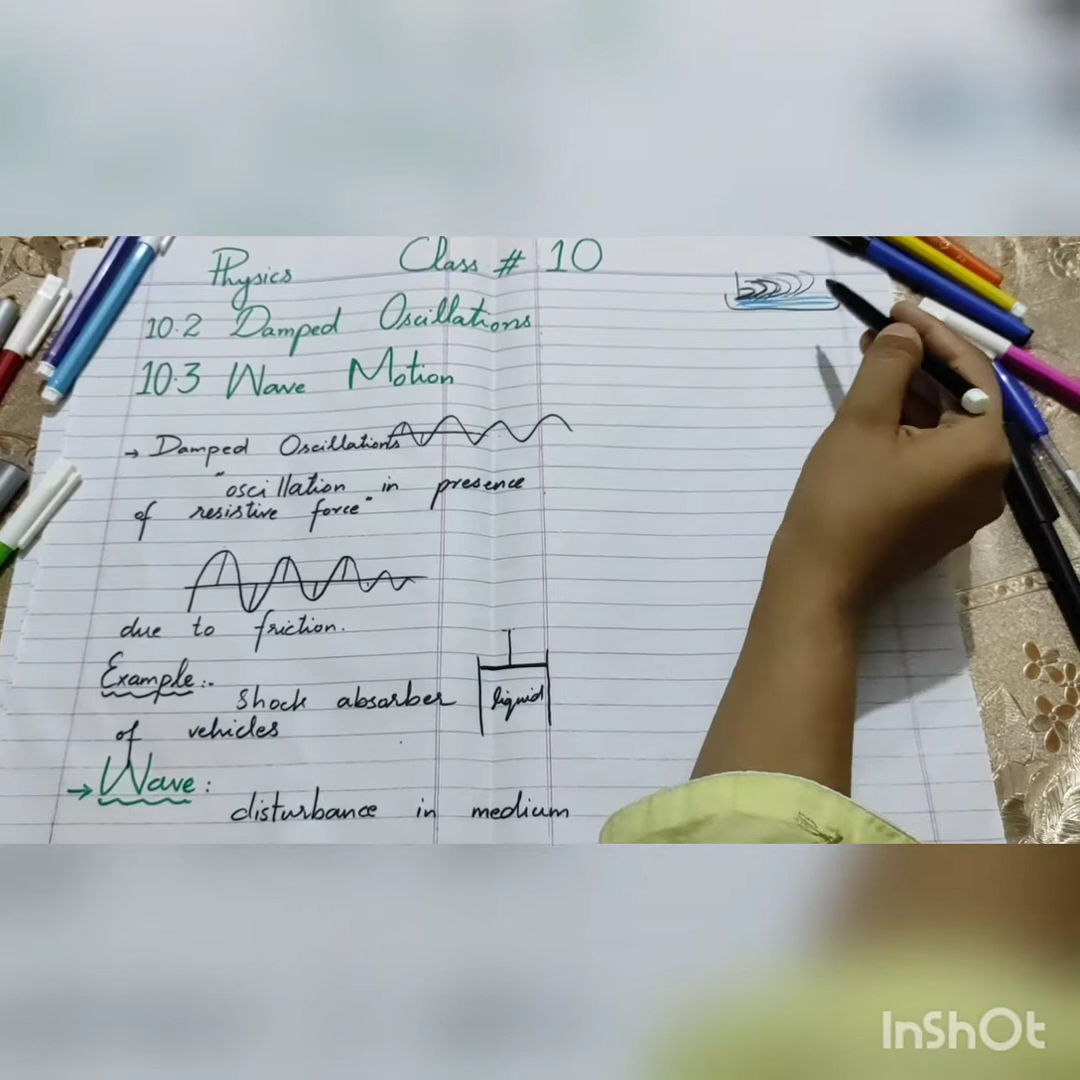 Physics Class # 10
10.2 Damped Oscillations
10.3 Wave Motion
→ Damped Oscillations
"oscillation in presence
of resistive force"
due to friction.
Example:-
Shock absorber
of vehicles
liquid
→ Wave:
disturbance in medium
InShOt